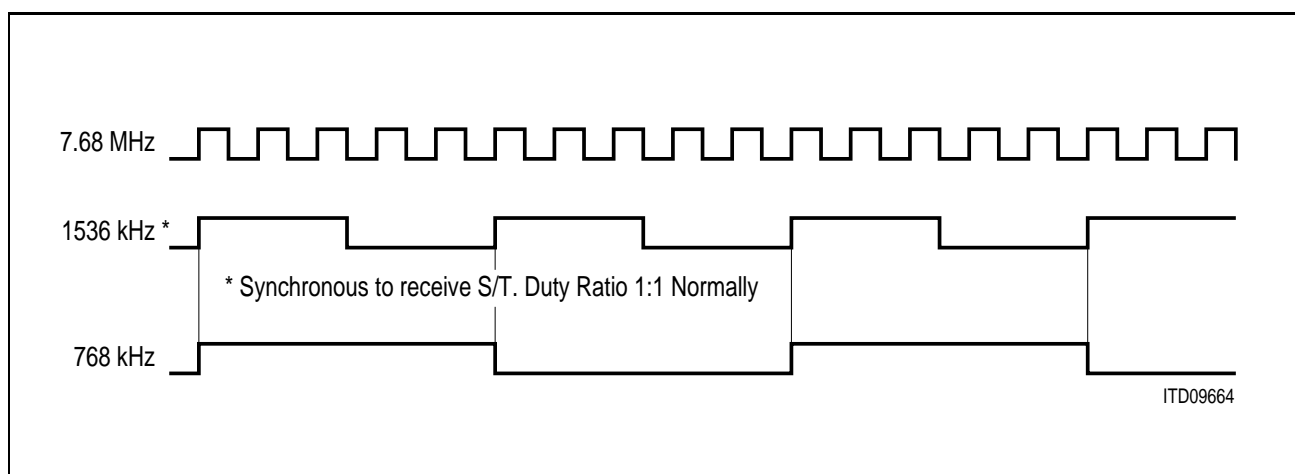 7.68 MHz
1536 kHz *
* Synchronous to receive S/T. Duty Ratio 1:1 Normally
768 kHz
ITD09664